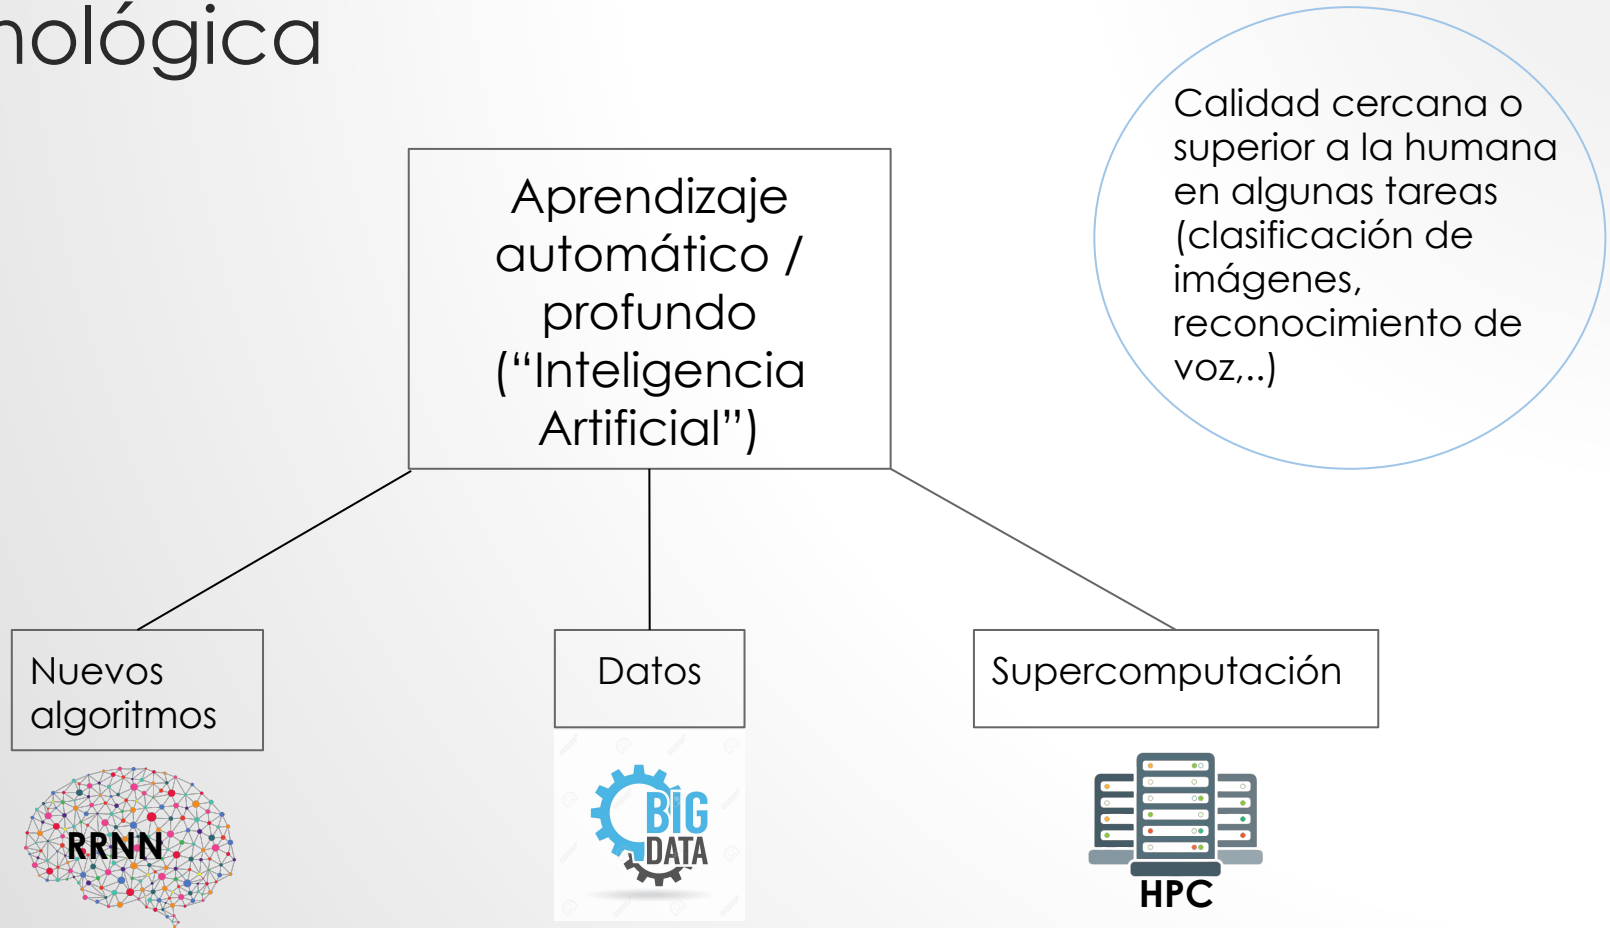 nológica
Calidad cercana o
superior a la humana
en algunas tareas
(clasificación de
imágenes,
reconocimiento de
voz,..)
Aprendizaje
automático /
profundo
(“Inteligencia
Artificial”)
Nuevos
algoritmos
Datos
Supercomputación
RRNN
BIG
DATA
HPC